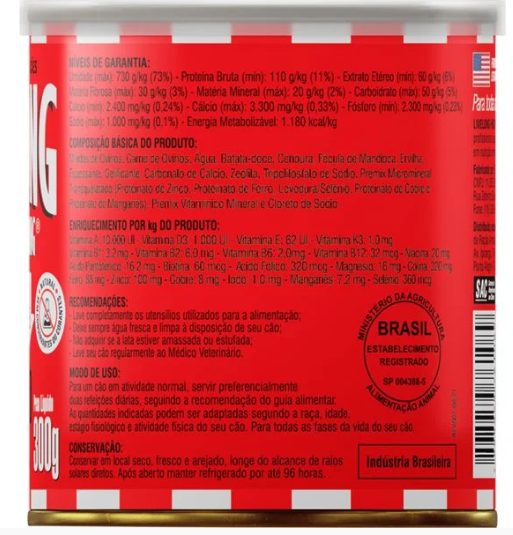 NÍVEIS DE GARANTIA:
Umidade (máx): 730 g/kg (73%) - Proteína Bruta (mín): 110 g/kg (11%) - Extrato Etéreo (mín): 60 g/kg (6%)
Matéria Fibrosa (máx): 30 g/kg (3%) - Matéria Mineral (máx): 20 g/kg (2%) - Carboidrato (máx): 50 g/kg (5%)
Cálcio (mín): 2.400 mg/kg (0,24%) - Cálcio (máx): 3.300 mg/kg (0,33%) - Fósforo (mín): 2.300 mg/kg (0,23%)
Sódio (máx): 1.000 mg/kg (0,1%) - Energia Metabolizável: 1.180 kcal/kg
COMPOSIÇÃO BÁSICA DO PRODUTO:
Miúdos de Ovinos, Carne de Ovinos, Água, Batata-doce, Cenoura, Fécula de Mandioca, Ervilha,
Carbonato de Cálcio, Zeolita, Tripolifosfato de Sódio, Premix Micromineral
Transquelatado (Proteinato de Zinco, Proteinato de Ferro, Levedura Selênio, Proteinato de Cobre e
Proteinato de Manganês), Premix Vitamínico Mineral e Cloreto de Sódio
ENRIQUECIMENTO POR kg DO PRODUTO:
Vitamina A: 10.000 UI - Vitamina D3: 1.000 UI - Vitamina E: 62 UI - Vitamina K3: 1,0mg
Vitamina B1: 3,2mg - Vitamina B2: 6,0mg - Vitamina B6: 2,0mg - Vitamina B12: 32 mcg - Niacina: 20mg
Ácido Pantotênico: 16,2 mg - Biotina: 60 mcg - Ácido Fólico: 320 mcg - Magnésio: 16 mg - Colina: 220mg
Ferro: 88 mg - Zinco: 100 mg - Cobre: 8 mg - Iodo: 1,0 mg - Manganês: 7,2 mg - Selênio: 360 mcg
RECOMENDAÇÕES:
- Lave completamente os utensílios utilizados para a alimentação;
- Deixe sempre água fresca e limpa à disposição de seu cão;
- Não adquirir se a lata estiver amassada ou estufada;
- Leve seu cão regularmente ao Médico Veterinário.
MODO DE USO:
Para um cão em atividade normal, servir preferencialmente
duas refeições diárias, seguindo a recomendação do guia alimentar.
As quantidades indicadas podem ser adaptadas segundo a raça, idade,
estágio fisiológico e atividade física do seu cão. Para todas as fases da vida do seu cão.
CONSERVAÇÃO:
Conservar em local seco, fresco e arejado, longe do alcance de raios
solares diretos. Após aberto manter refrigerado por até 96 horas.
MINISTÉRIO DA AGRICULTURA
BRASIL
ESTABELECIMENTO
REGISTRADO
SP 004388-5
ALIMENTAÇÃO ANIMAL
Indústria Brasileira
NG
Peso Líquido
300g
Para todas
SAC